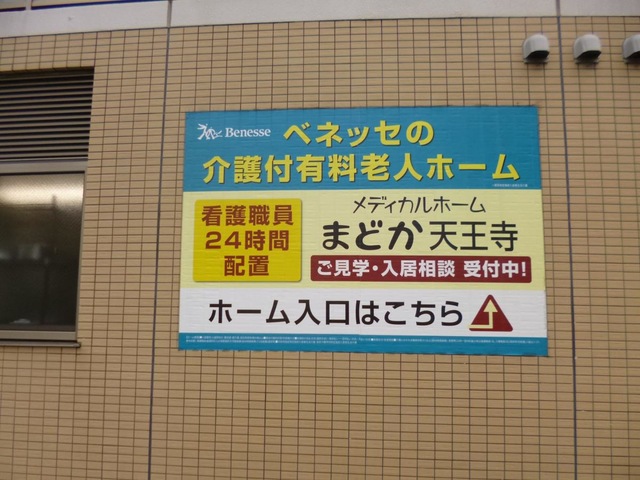 Benesse ベネッセの
介護付有料老人ホーム
看護職員
24時間
配置
メディカルホーム
まどか 天王寺
ご見学・入居相談 受付中!
ホーム入口はこちら